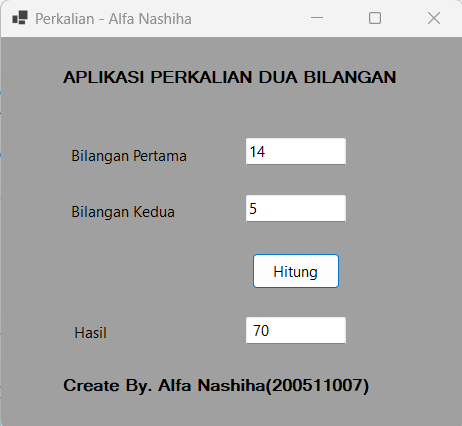 Perkalian - Alfa Nashiha
APLIKASI PERKALIAN DUA BILANGAN
Bilangan Pertama 14
Bilangan Kedua 5
Hitung
Hasil 70
Create By. Alfa Nashiha(200511007)